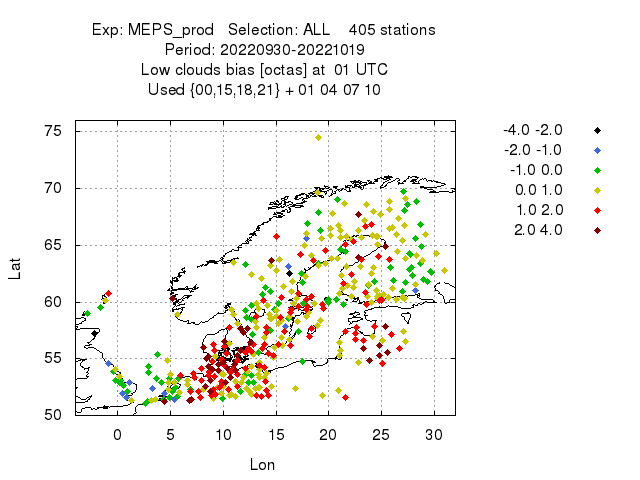 Exp: MEPS_prod Selection: ALL 405 stations
Period: 20220930-20221019
Low clouds bias [octas] at 01 UTC
Used {00,15,18,21} + 01 04 07 10
75
70
65
60
55
50
0 5 10 15 20 25 30
Lat
Lon
-4.0 -2.0
-2.0 -1.0
-1.0 0.0
0.0 1.0
1.0 2.0
2.0 4.0